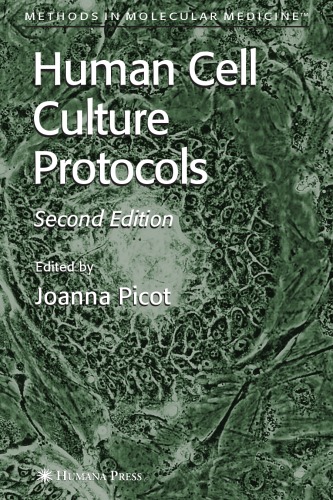 METHODS IN MOLECULAR MEDICINE™
Human Cell
Culture
Protocols
Second Edition
Edited by
Joanna Picot
HUMANA PRESS